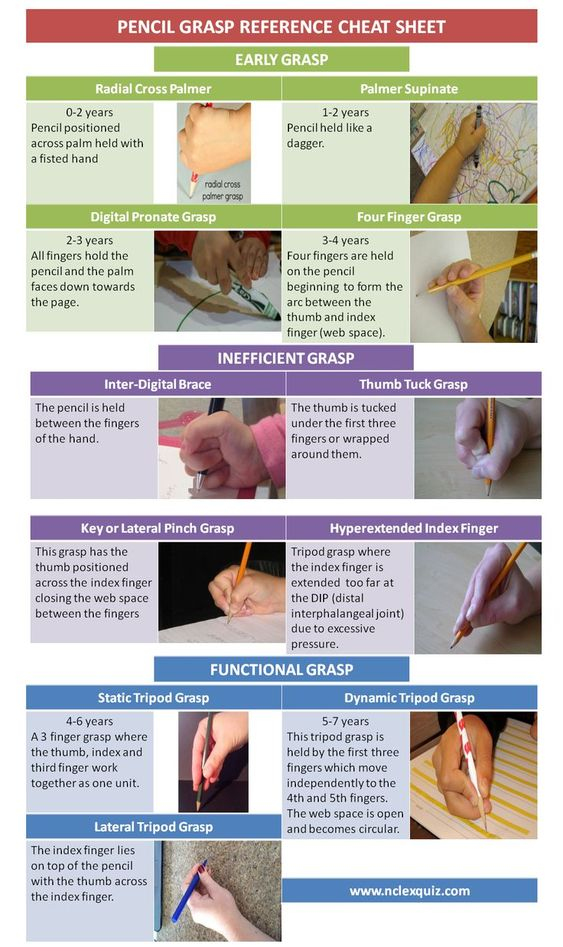 PENCIL GRASP REFERENCE CHEAT SHEET
EARLY GRASP
Radial Cross Palmer
0-2 years
Pencil positioned
across palm held with
a fisted hand
radial cross
palmer grasp
Palmer Supinate
1-2 years
Pencil held like a
dagger.
Digital Pronate Grasp
2-3 years
All fingers hold the
pencil and the palm
faces down towards
the page.
Four Finger Grasp
3-4 years
Four fingers are held
on the pencil
beginning to form the
arc between the
thumb and index
finger (web space).
INEFFICIENT GRASP
Inter-Digital Brace
The pencil is held
between the fingers
of the hand.
Thumb Tuck Grasp
The thumb is tucked
under the first three
fingers or wrapped
around them.
Key or Lateral Pinch Grasp
This grasp has the
thumb positioned
across the index finger
closing the web space
between the fingers
Hyperextended Index Finger
Tripod grasp where
the index finger is
extended too far at
the DIP (distal
interphalangeal joint)
due to excessive
pressure.
FUNCTIONAL GRASP
Static Tripod Grasp
4-6 years
A 3 finger grasp where
the thumb, index and
third finger work
together as one unit.
Dynamic Tripod Grasp
5-7 years
This tripod grasp is
held by the first three
fingers which move
independently to the
4th and 5th fingers.
The web space is open
and becomes circular.
Lateral Tripod Grasp
The index finger lies
on top of the pencil
with the thumb across
the index finger.
www.nclexquiz.com